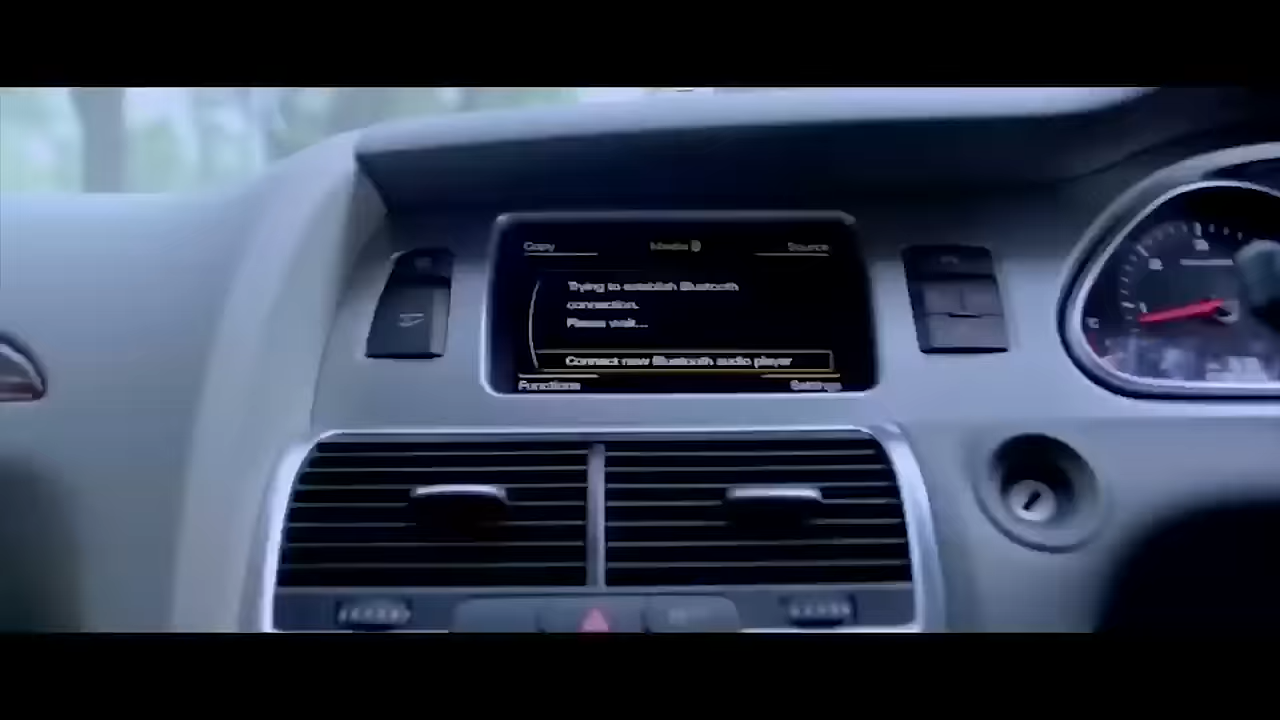 Copy Media Source
Trying to establish Bluetooth
connection.
Please wait...
Connect new Bluetooth audio player
Functions Settings